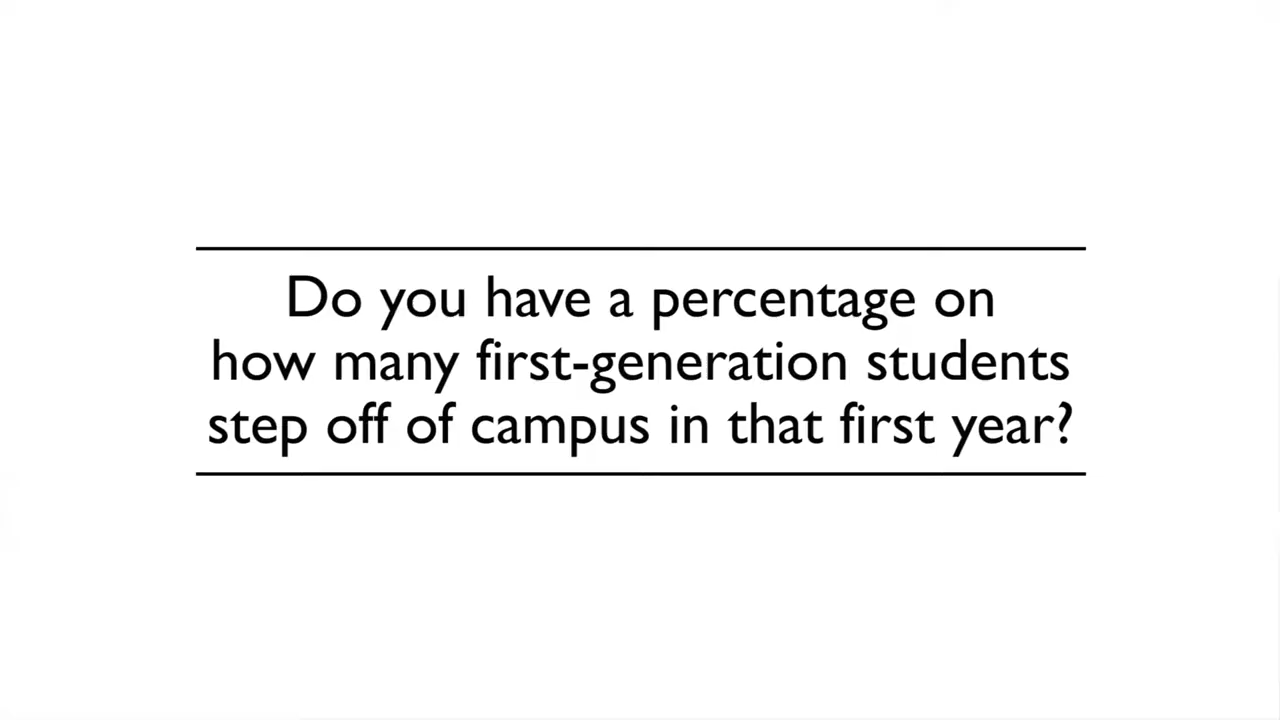 Do you have a percentage on
how many first-generation students
step off of campus in that first year?